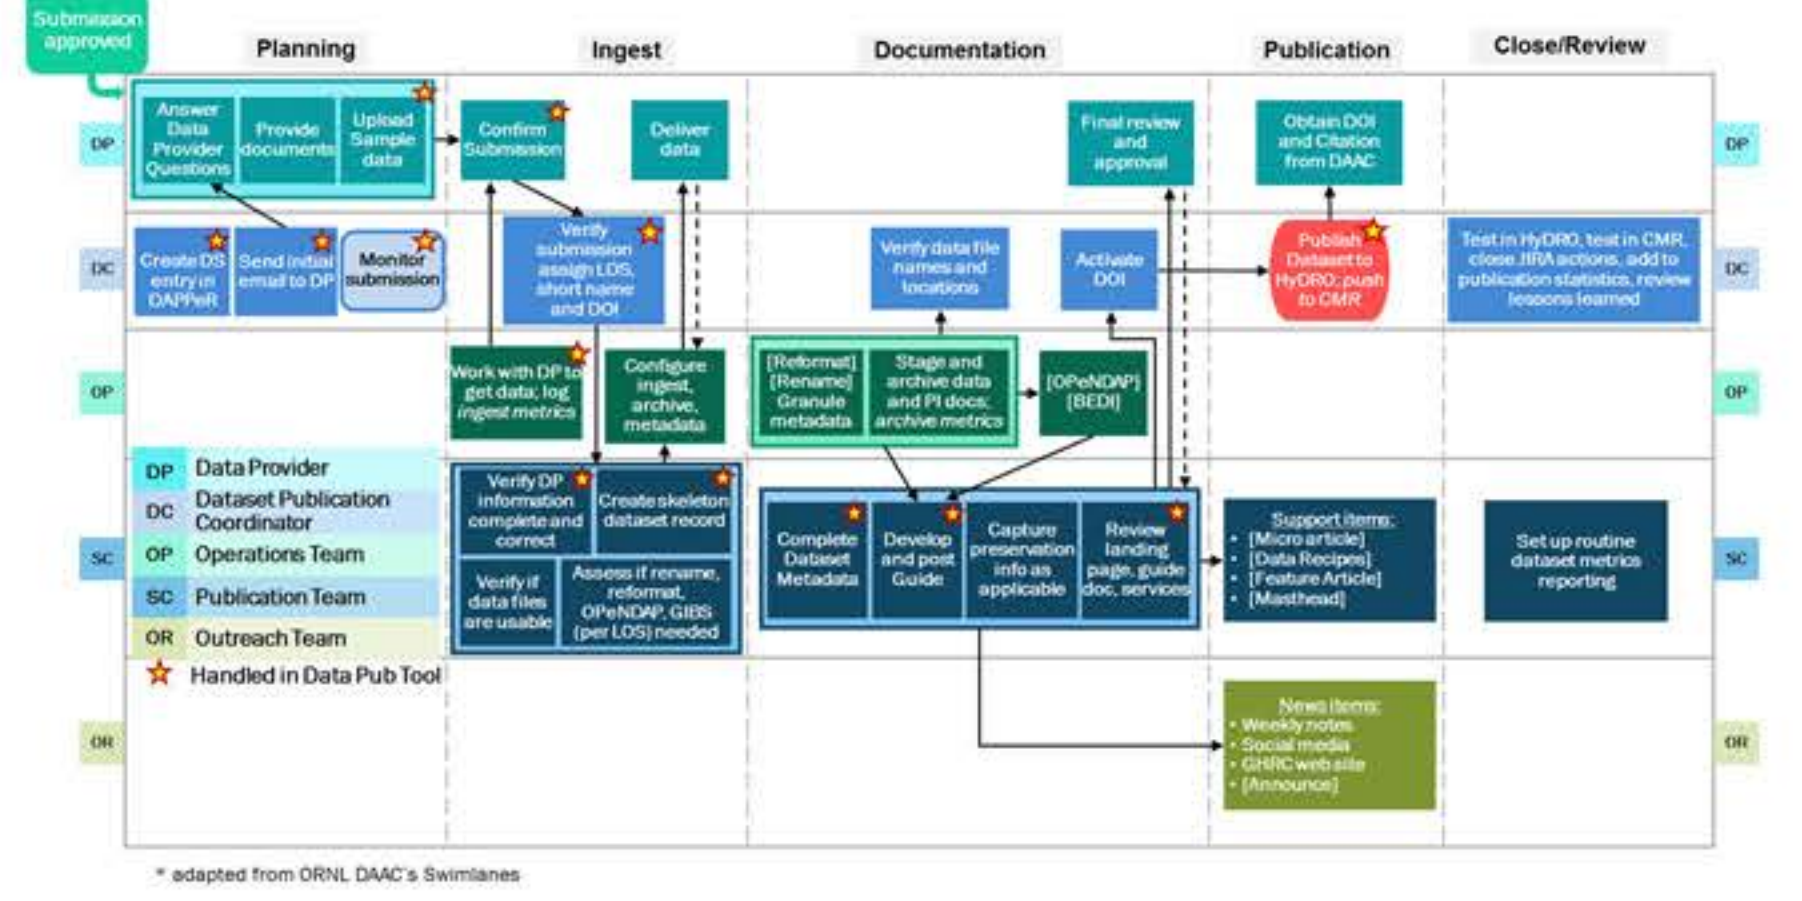 Submission
approved
Planning
Ingest
Documentation
Publication
Close/Review
DP
Answer
Data
Provider
Questions
Provide
documents
Upload
Sample
data
Confirm
Submission
Deliver
data
Final review
and
approval
Obtain DOI
and Citation
from DAAC
DP
DC
Create DS
entry in
DAPPeR
Send initial
email to DP
Monitor
submission
Verify
submission
assign LOS,
short name
and DOI
Verify data file
names and
locations
Activate
DOI
Publish
Dataset to
HyDRO; push
to CMR
Test in HyDRO, test in CMR,
close JIRA actions, add to
publication statistics, review
lessons learned
DC
OP
Work with DP to
get data; log
ingest metrics
Configure
ingest,
archive,
metadata
[Reformat]
[Rename]
Granule
metadata
Stage and
archive data
and PI docs;
archive metrics
[OPeNDAP]
[BEDI]
OP
DP Data Provider
DC Dataset Publication
Coordinator
OP Operations Team
SC Publication Team
OR Outreach Team
Handled in Data Pub Tool
SC
Verify DP
information
complete and
correct
Create skeleton
dataset record
Verify if
data files
are usable
Assess if rename,
reformat,
OPeNDAP, GIBS
(per LOS) needed
Complete
Dataset
Metadata
Develop
and post
Guide
Capture
preservation
info as
applicable
Review
landing
page, guide
doc, services
Support items:
• [Micro article]
• [Data Recipes]
• [Feature Article]
• [Masthead]
Set up routine
dataset metrics
reporting
SC
OR
News items:
• Weekly notes
• Social media
• GHRC web site
• [Announce]
OR
* adapted from ORNL DAAC's Swimlanes